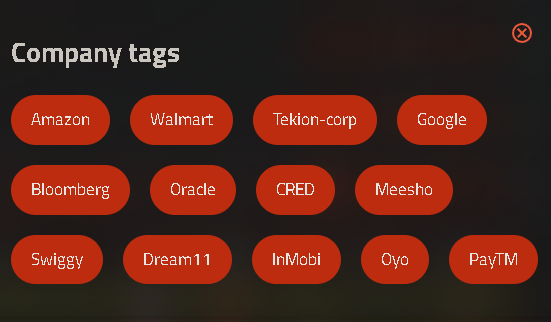 Company tags
Amazon Walmart Tekion-corp Google
Bloomberg Oracle CRED Meesho
Swiggy Dream11 InMobi Oyo PayTM